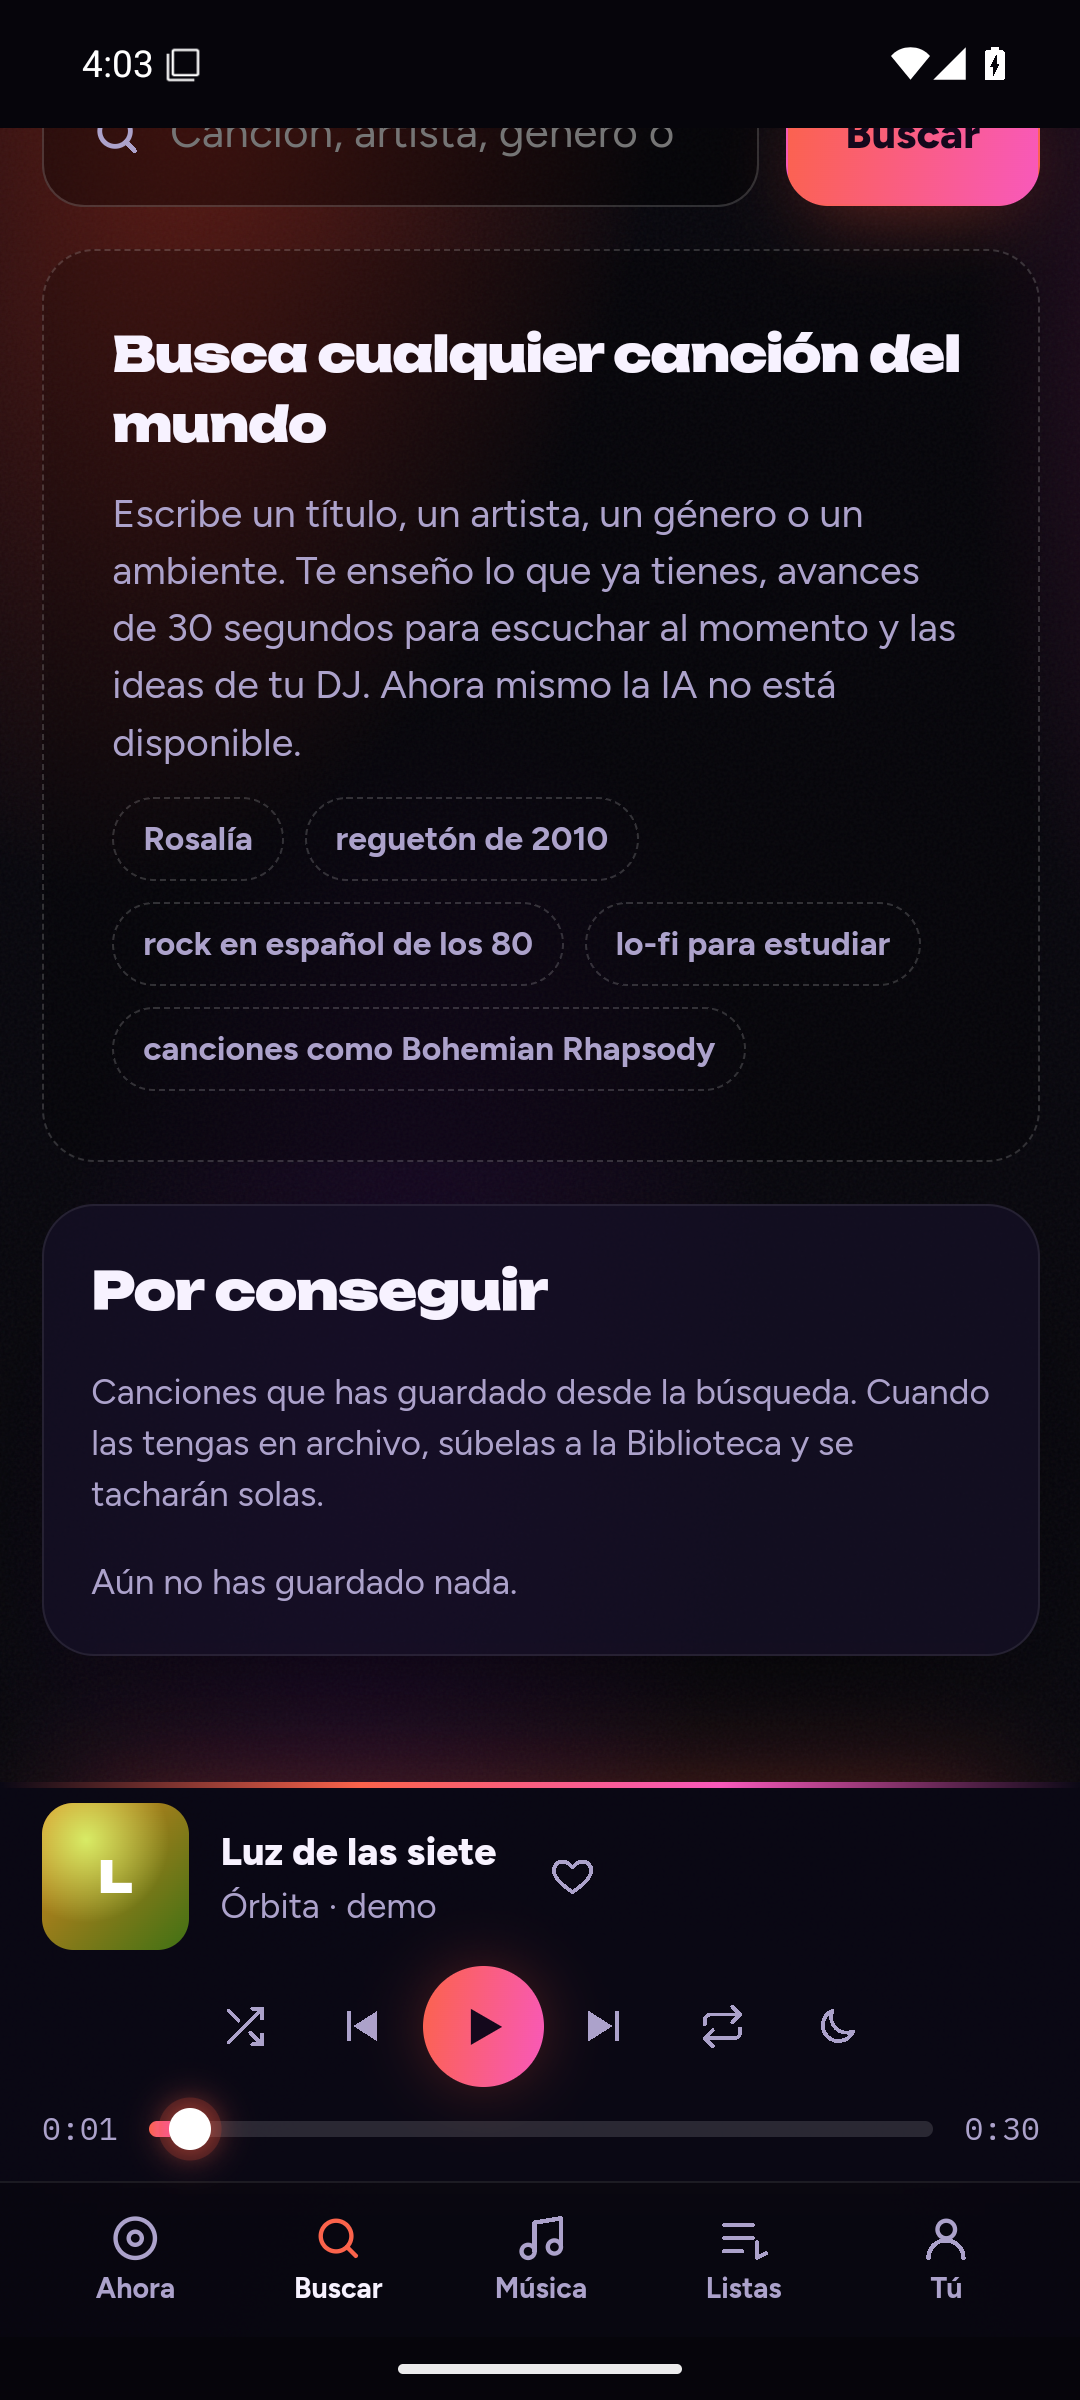 4:03
Canción, artista, género o
Buscar
Busca cualquier canción del
mundo
Escribe un título, un artista, un género o un
ambiente. Te enseño lo que ya tienes, avances
de 30 segundos para escuchar al momento y las
ideas de tu DJ. Ahora mismo la IA no está
disponible.
Rosalía
reguetón de 2010
rock en español de los 80
lo-fi para estudiar
canciones como Bohemian Rhapsody
Por conseguir
Canciones que has guardado desde la búsqueda. Cuando
las tengas en archivo, súbelas a la Biblioteca y se
tacharán solas.
Aún no has guardado nada.
L
Luz de las siete
Órbita · demo
0:01
0:30
Ahora
Buscar
Música
Listas
Tú